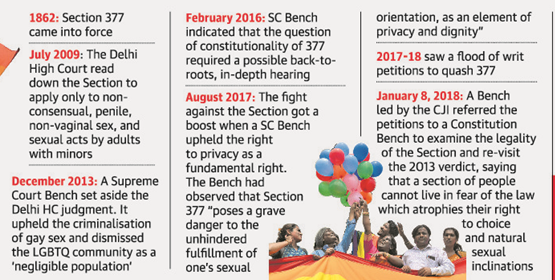 1862: Section 377
came into force
July 2009: The Delhi
High Court read
down the Section to
apply only to non-
consensual, penile,
non-vaginal sex, and
sexual acts by adults
with minors
December 2013: A Supreme
Court Bench set aside the
Delhi HC judgment. It
upheld the criminalisation
of gay sex and dismissed
the LGBTQ community as a
'negligible population'
February 2016: SC Bench
indicated that the question
of constitutionality of 377
required a possible back-to-
roots, in-depth hearing
August 2017: The fight
against the Section got a
boost when a SC Bench
upheld the right
to privacy as a
fundamental right.
The Bench had
observed that Section
377 "poses a grave
danger to the
unhindered
fulfillment of
one's sexual
orientation, as an element of
privacy and dignity"
2017-18 saw a flood of writ
petitions to quash 377
January 8, 2018: A Bench
led by the CJI referred the
petitions to a Constitution
Bench to examine the legality
of the Section and re-visit
the 2013 verdict, saying
that a section of people
cannot live in fear of the law
which atrophies their right
to choice
and natural
sexual
inclinations